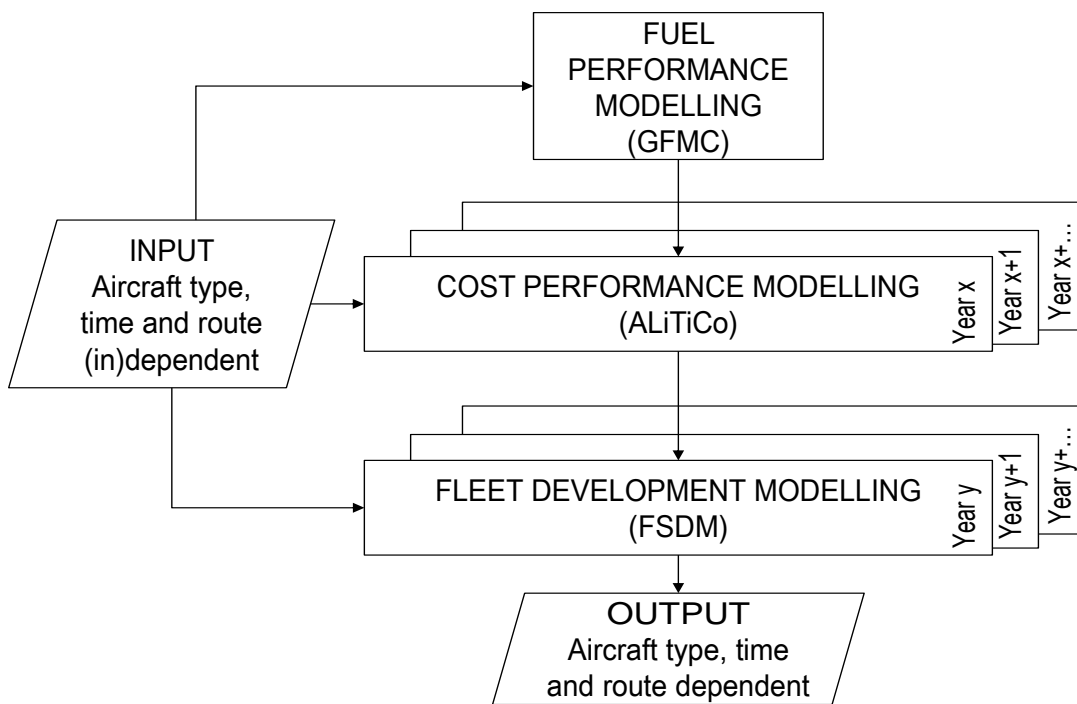 FUEL
PERFORMANCE
MODELLING
(GFMC)
INPUT
Aircraft type,
time and route
(in)dependent
COST PERFORMANCE MODELLING
(ALiTiCo)
Year x
Year x+1
Year x+...
FLEET DEVELOPMENT MODELLING
(FSDM)
Year y
Year y+1
Year y+...
OUTPUT
Aircraft type, time
and route dependent